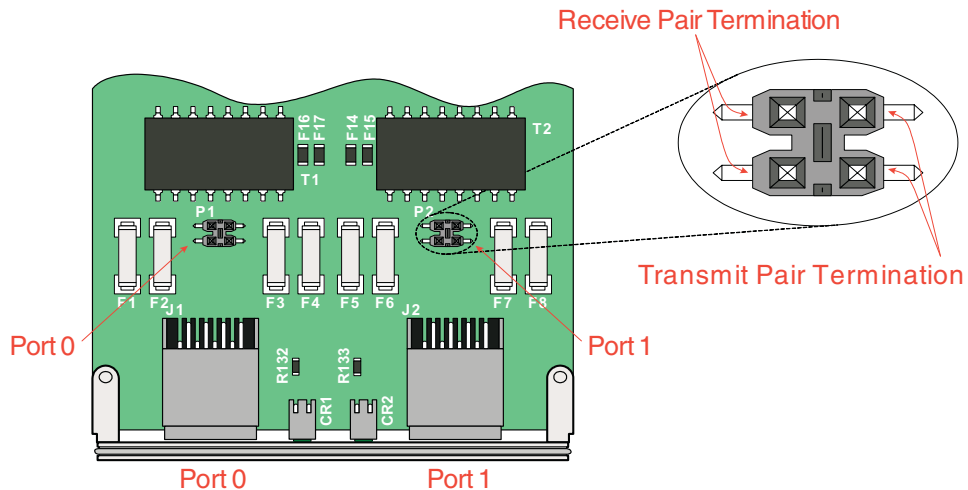 Receive Pair Termination
F16
F17
F14
F15
T2
T1
P1
P2
Transmit Pair Termination
F1
F2
F3
F4
F5
F6
F7
F8
J1
J2
Port 0
Port 1
R132
R133
CR1
CR2
Port 0
Port 1